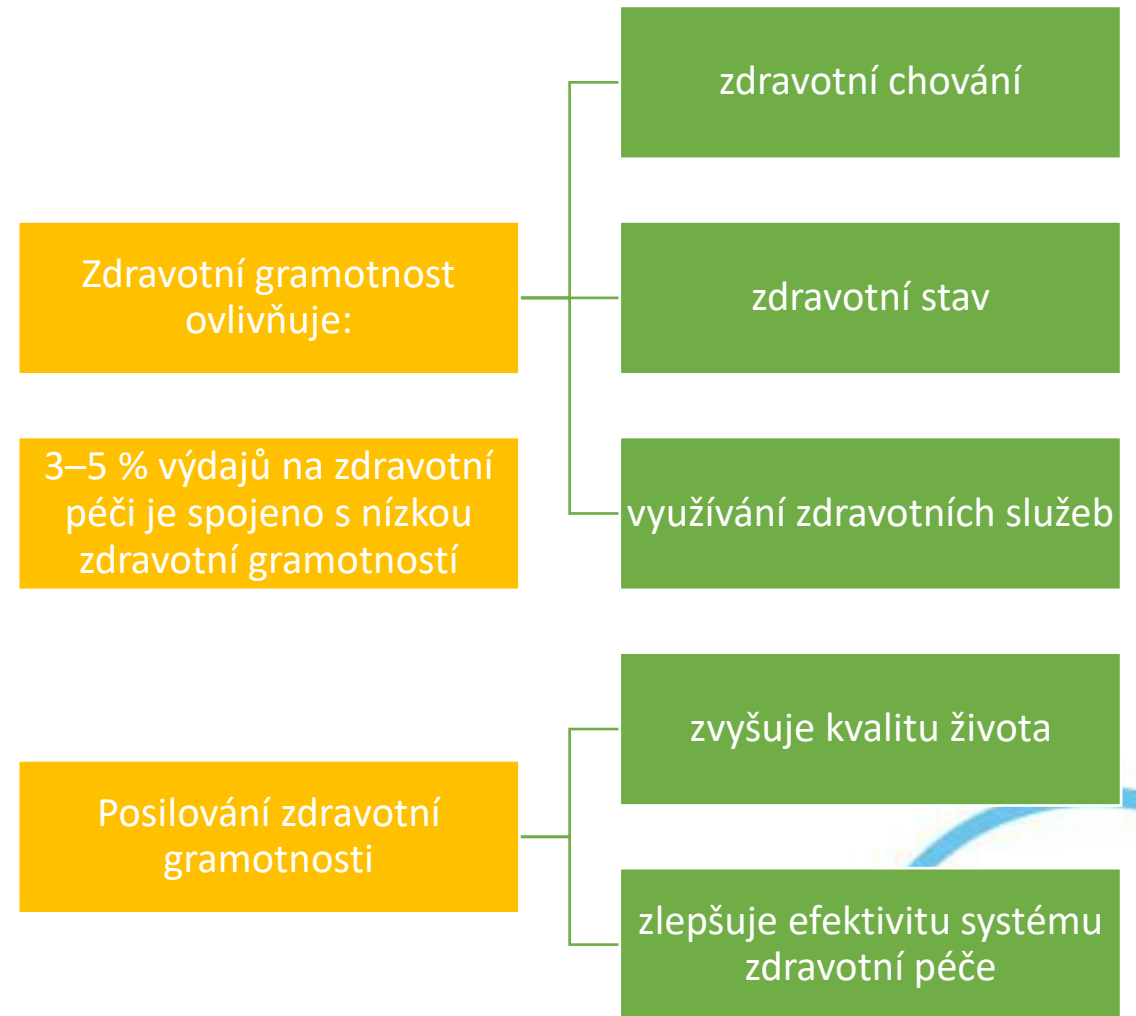 Zdravotní gramotnost
ovlivňuje:
zdravotní chování
zdravotní stav
využívání zdravotních služeb
3–5 % výdajů na zdravotní
péči je spojeno s nízkou
zdravotní gramotností
Posilování zdravotní
gramotnosti
zvyšuje kvalitu života
zlepšuje efektivitu systému
zdravotní péče